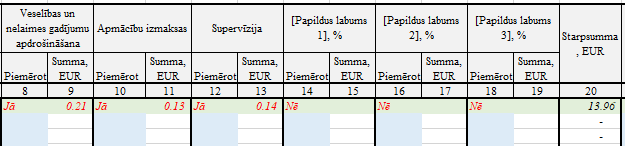 Veselības un nelaimes gadījumu apdrošināšana
Apmācību izmaksas
Supervīzija
[Papildus labums 1], %
[Papildus labums 2], %
[Papildus labums 3], %
Starpsumma, EUR
Piemērot
Summa, EUR
Piemērot
Summa, EUR
Piemērot
Summa, EUR
Piemērot
Summa, EUR
Piemērot
Summa, EUR
Piemērot
Summa, EUR
8 9 10 11 12 13 14 15 16 17 18 19 20
Jā 0.21 Jā 0.13 Jā 0.14 Nē Nē Nē 13.96
-
-